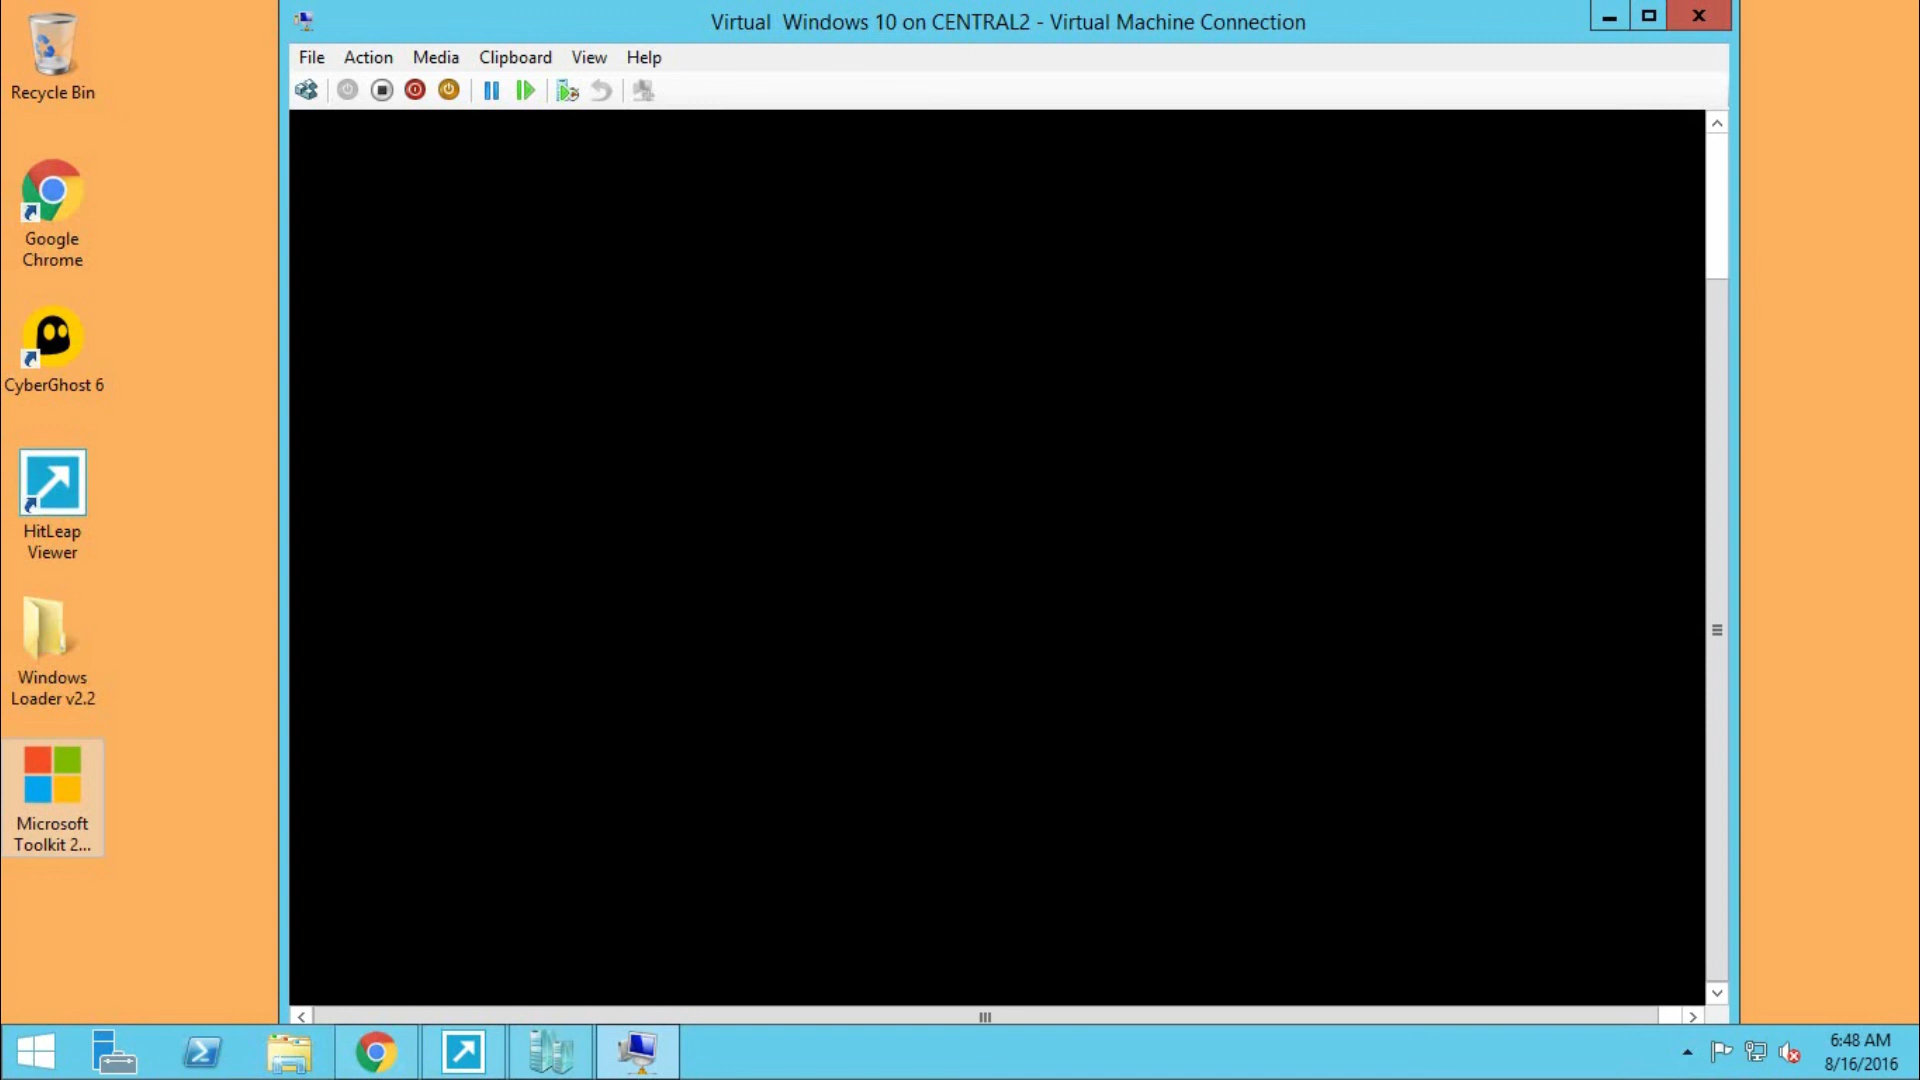 Virtual  Windows 10 on CENTRAL2 - Virtual Machine Connection
File Action Media Clipboard View Help
Recycle Bin
Google
Chrome
CyberGhost 6
HitLeap
Viewer
Windows
Loader v2.2
Microsoft
Toolkit 2...
6:48 AM
8/16/2016